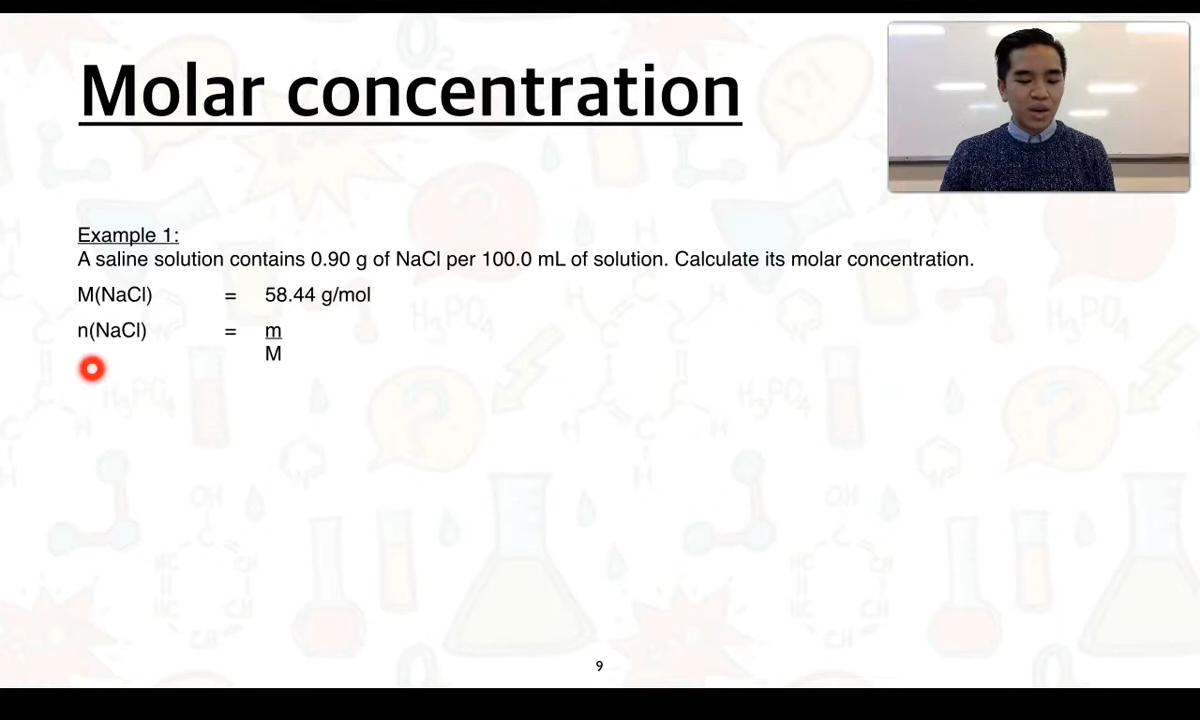 Molar concentration
Example 1:
A saline solution contains 0.90 g of NaCl per 100.0 mL of solution. Calculate its molar concentration.
M(NaCl) = 58.44 g/mol
n(NaCl) = m
M
9